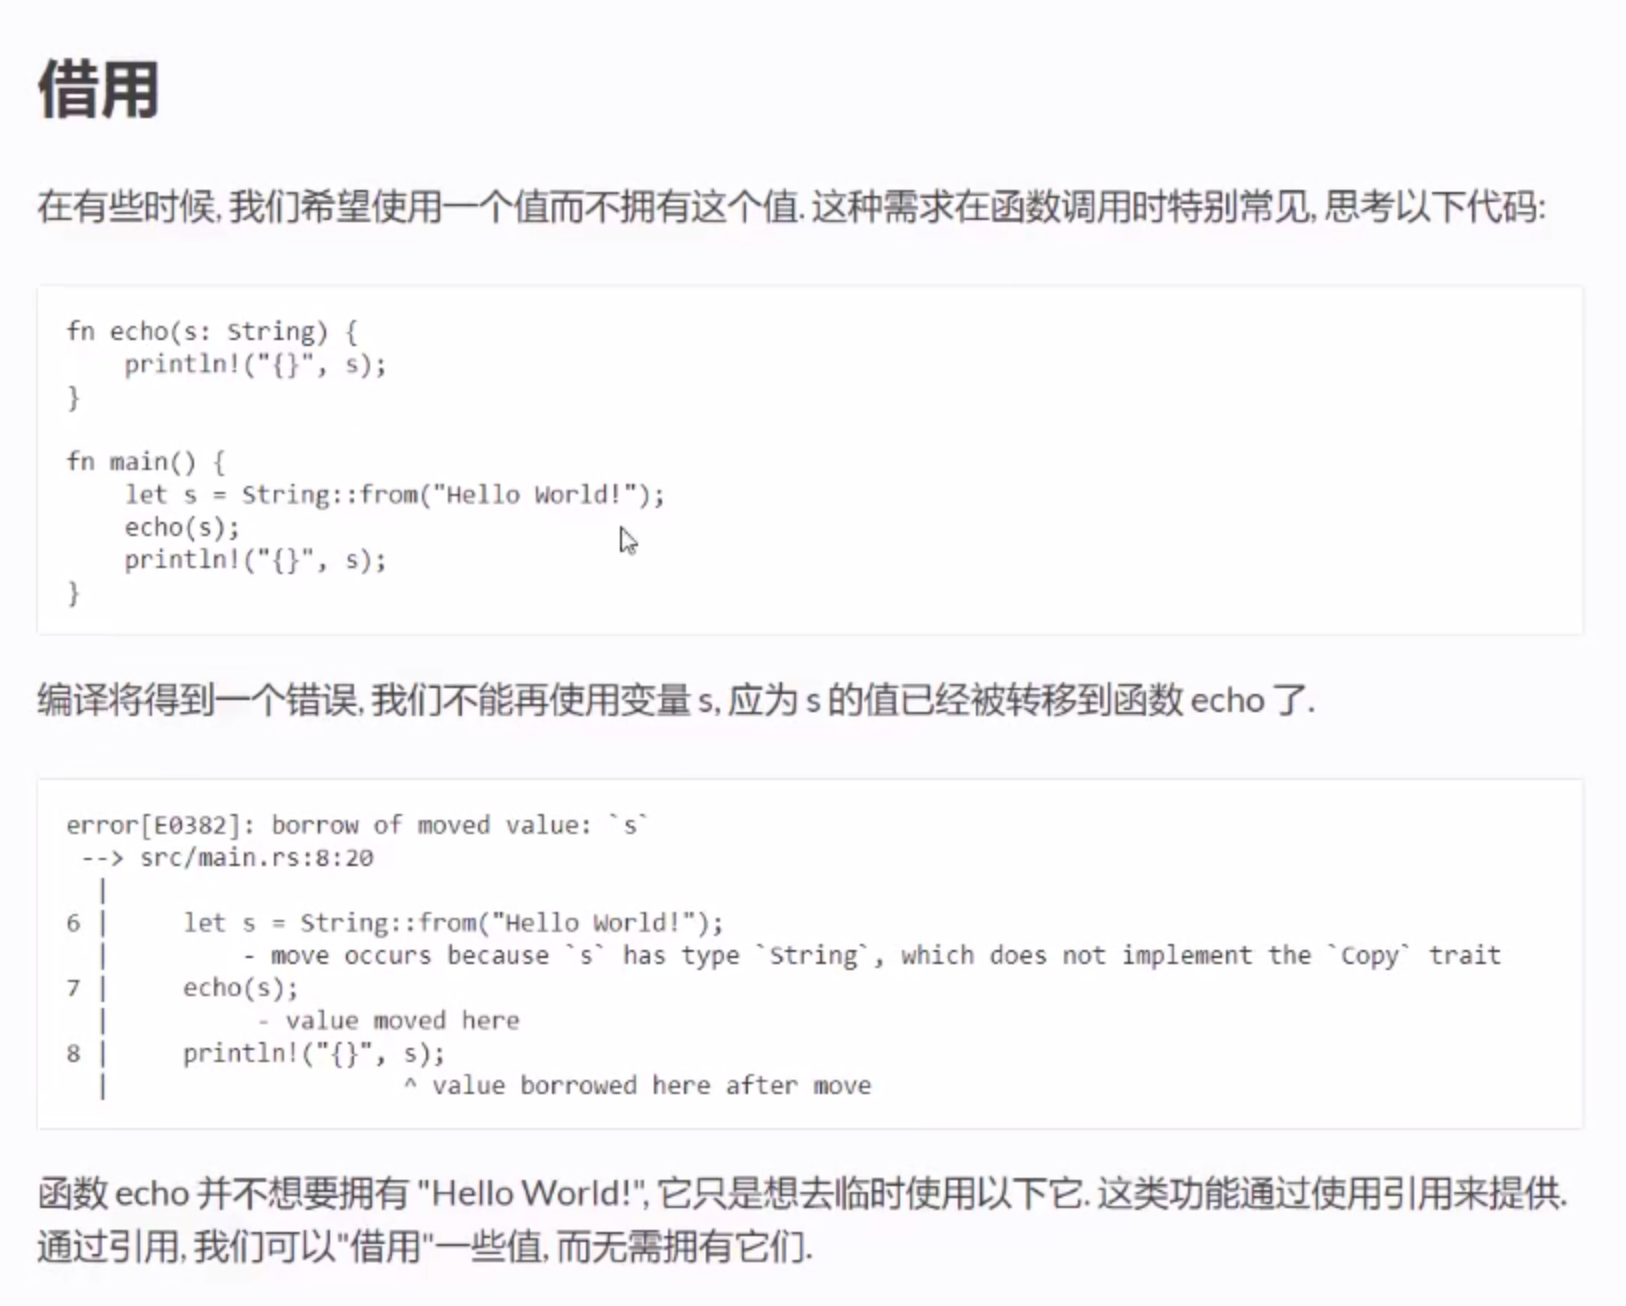 借用
在有些时候, 我们希望使用一个值而不拥有这个值. 这种需求在函数调用时特别常见, 思考以下代码:
fn echo(s: String) {
    println!("{}", s);
}
fn main() {
    let s = String::from("Hello World!");
    echo(s);
    println!("{}", s);
}
编译将得到一个错误, 我们不能再使用变量 s, 应为 s 的值已经被转移到函数 echo 了.
error[E0382]: borrow of moved value: `s`
 --> src/main.rs:8:20
  |
6 |     let s = String::from("Hello World!");
  |         - move occurs because `s` has type `String`, which does not implement the `Copy` trait
7 |     echo(s);
  |          - value moved here
8 |     println!("{}", s);
  |                    ^ value borrowed here after move
函数 echo 并不想要拥有 "Hello World!", 它只是想去临时使用以下它. 这类功能通过使用引用来提供.
通过引用, 我们可以"借用"一些值, 而无需拥有它们.